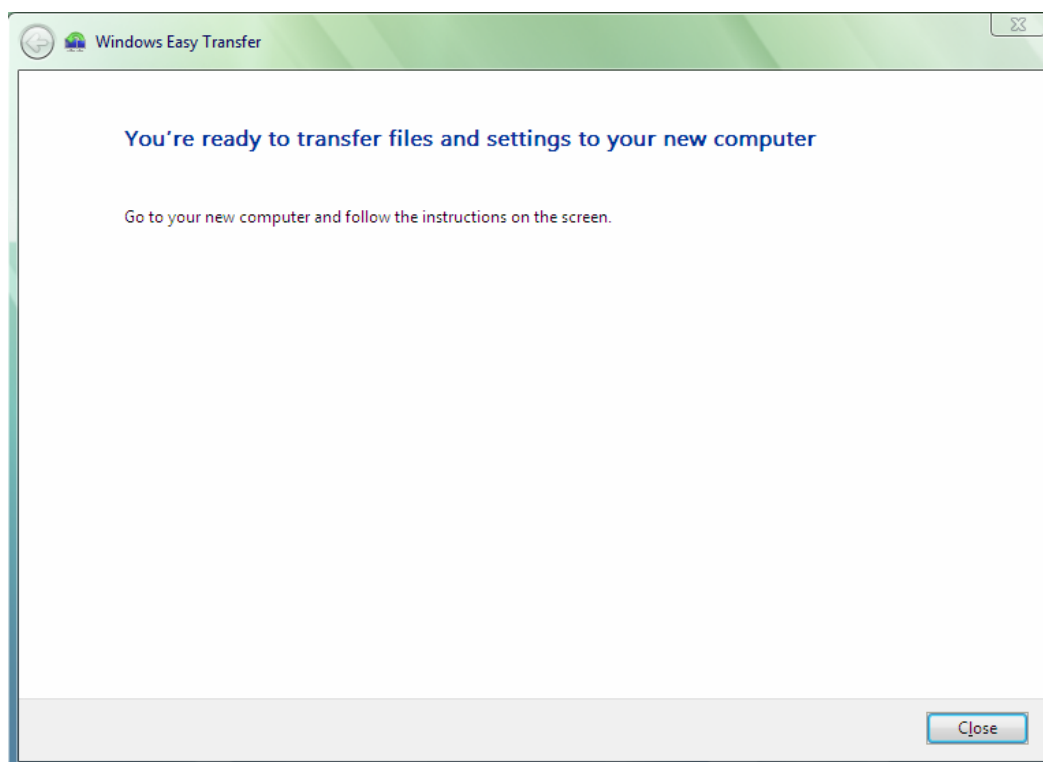 Windows Easy Transfer
You're ready to transfer files and settings to your new computer
Go to your new computer and follow the instructions on the screen.
Close